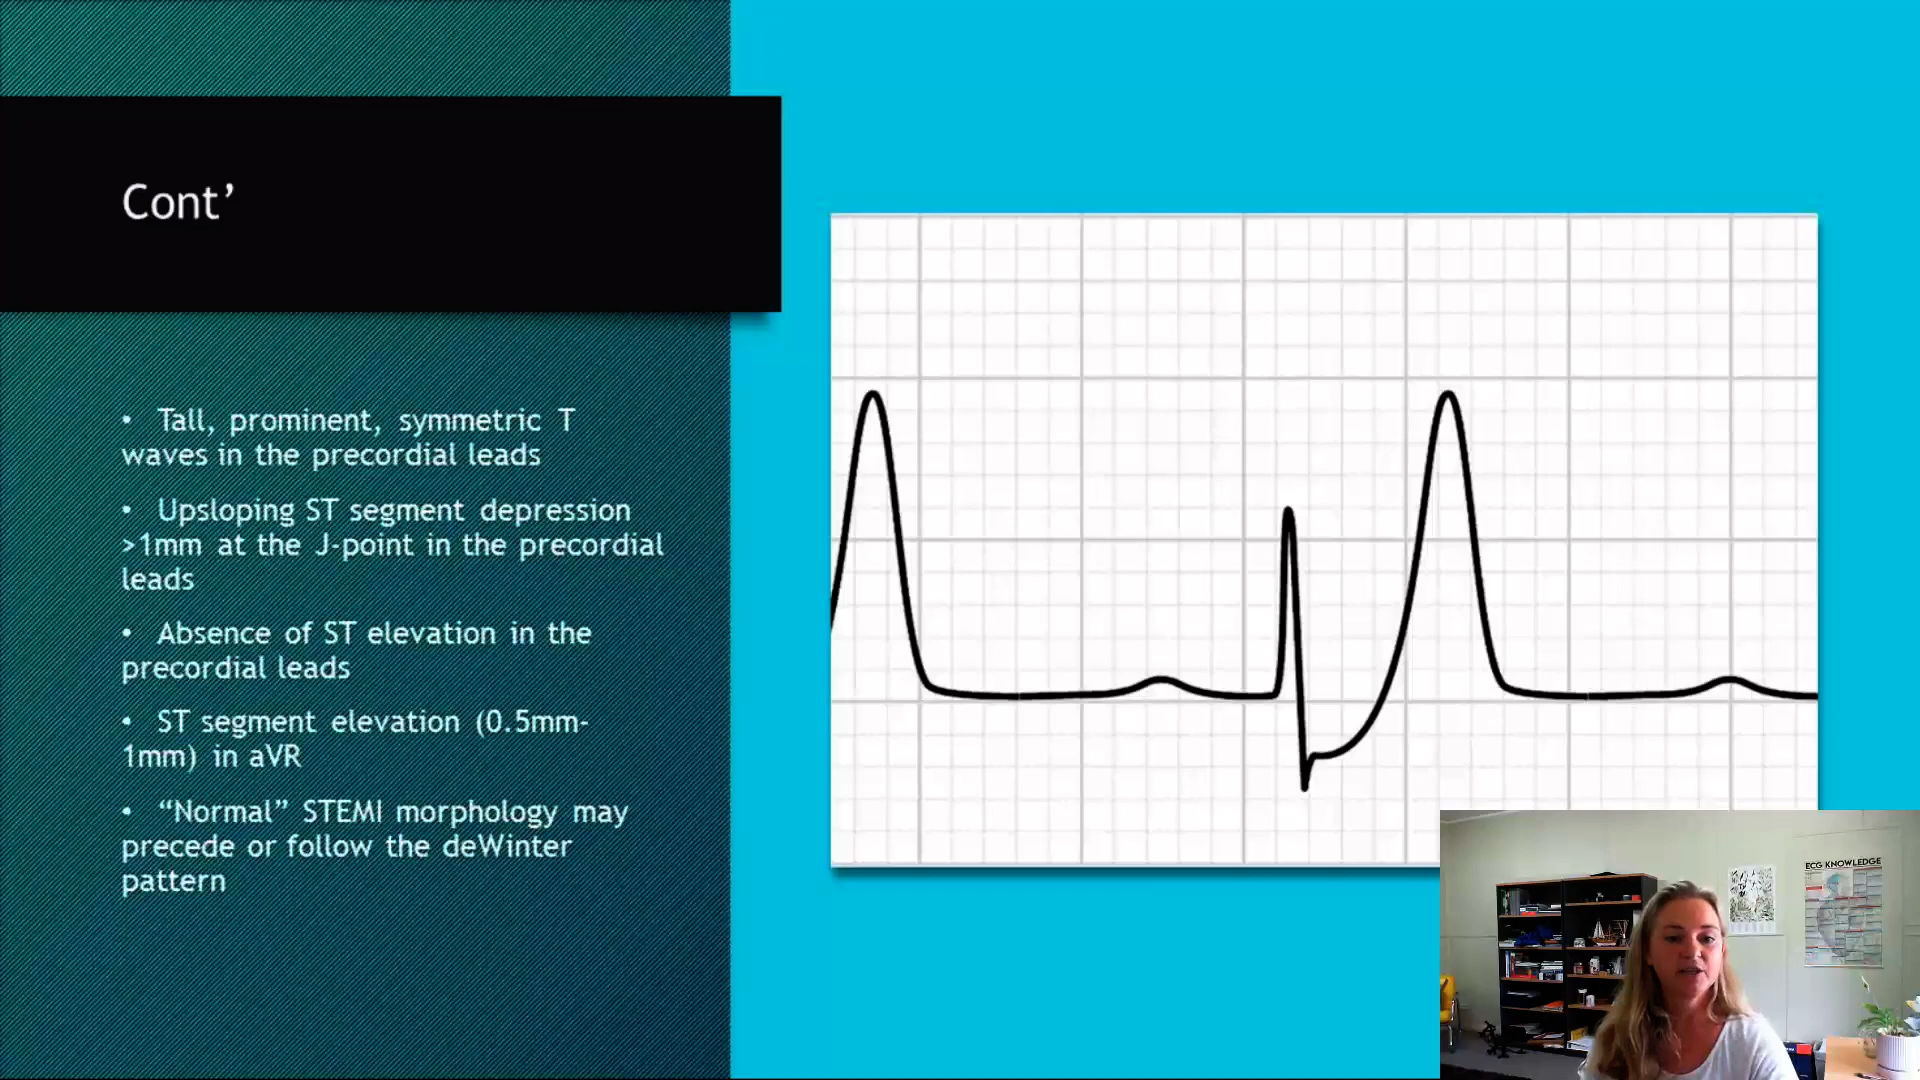 Cont’
• Tall, prominent, symmetric T
waves in the precordial leads
• Upsloping ST segment depression
>1mm at the J-point in the precordial
leads
• Absence of ST elevation in the
precordial leads
• ST segment elevation (0.5mm-
1mm) in aVR
• “Normal” STEMI morphology may
precede or follow the deWinter
pattern
ECG KNOWLEDGE